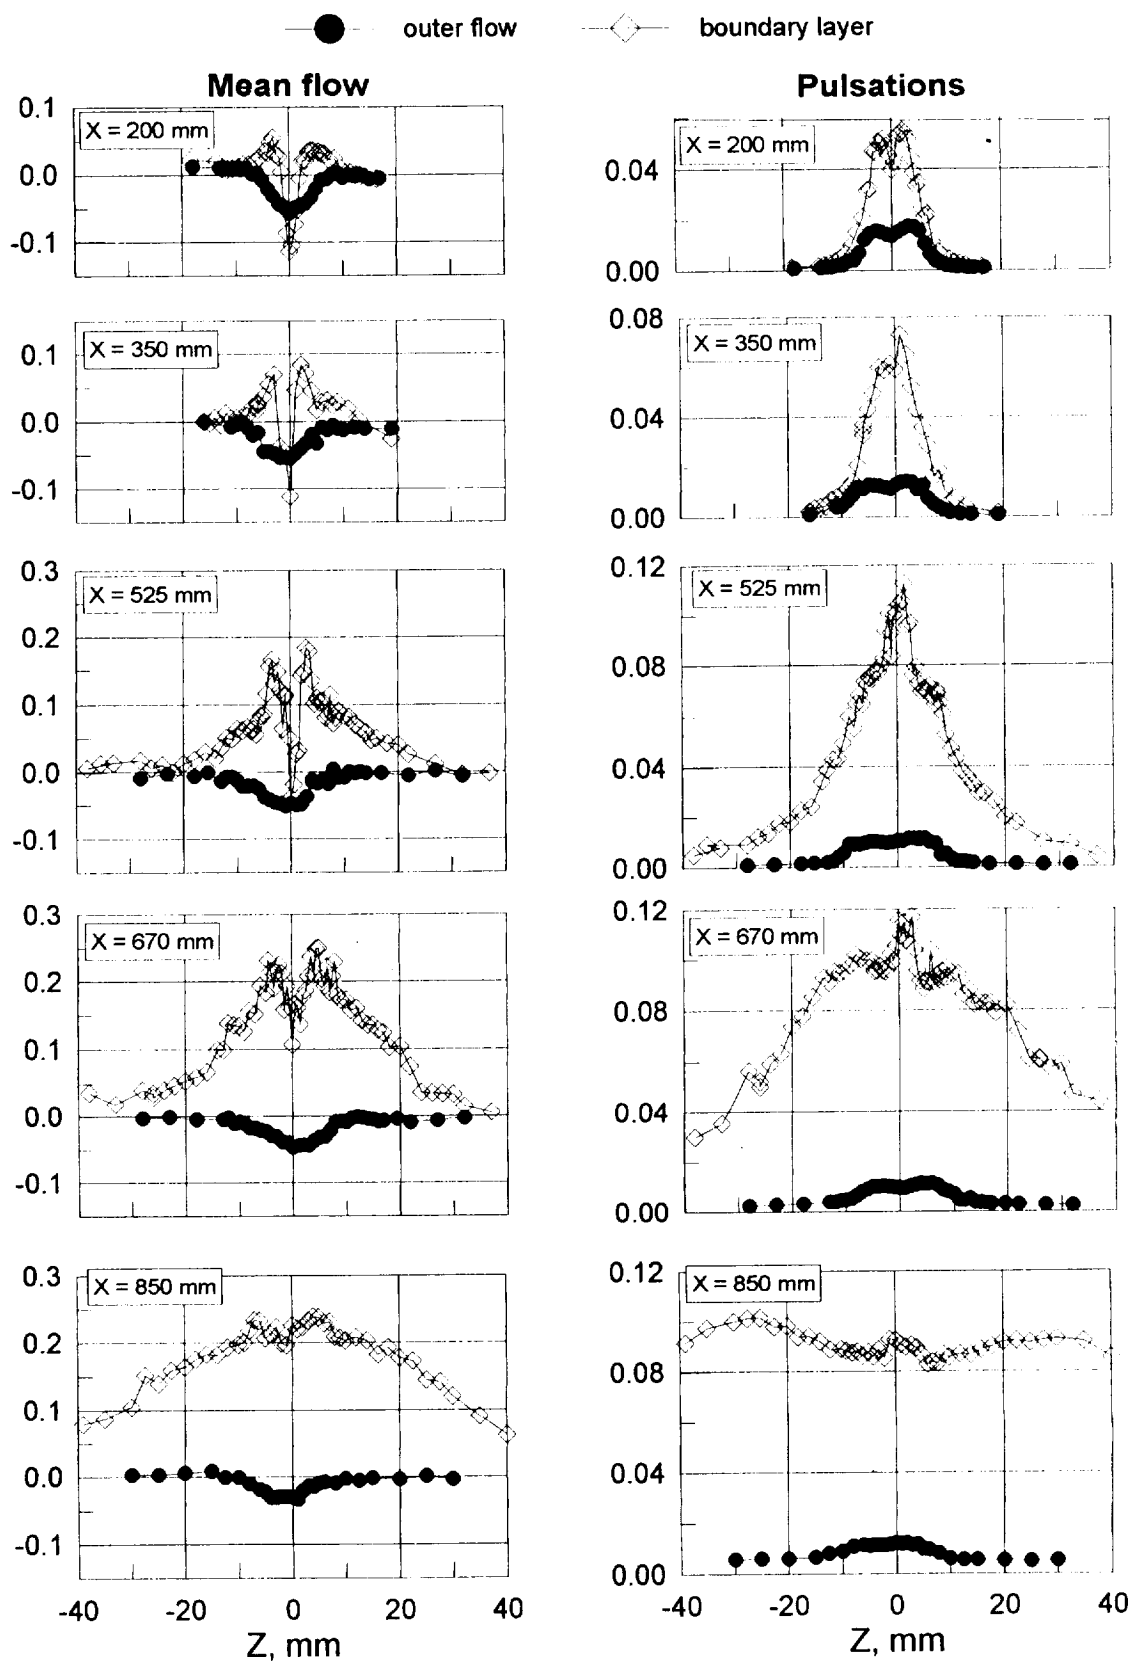 outer flow boundary layer
Mean flow Pulsations
0.1
X = 200 mm
0.0
-0.1
X = 200 mm
0.04
0.00
X = 350 mm
0.1
0.0
-0.1
0.08
X = 350 mm
0.04
0.00
0.3
X = 525 mm
0.2
0.1
0.0
-0.1
0.12
X = 525 mm
0.08
0.04
0.00
0.3
X = 670 mm
0.2
0.1
0.0
-0.1
0.12
X = 670 mm
0.08
0.04
0.00
0.3
X = 850 mm
0.2
0.1
0.0
-0.1
-40 -20 0 20 40
Z, mm
0.12
X = 850 mm
0.08
0.04
0.00
-40 -20 0 20 40
Z, mm